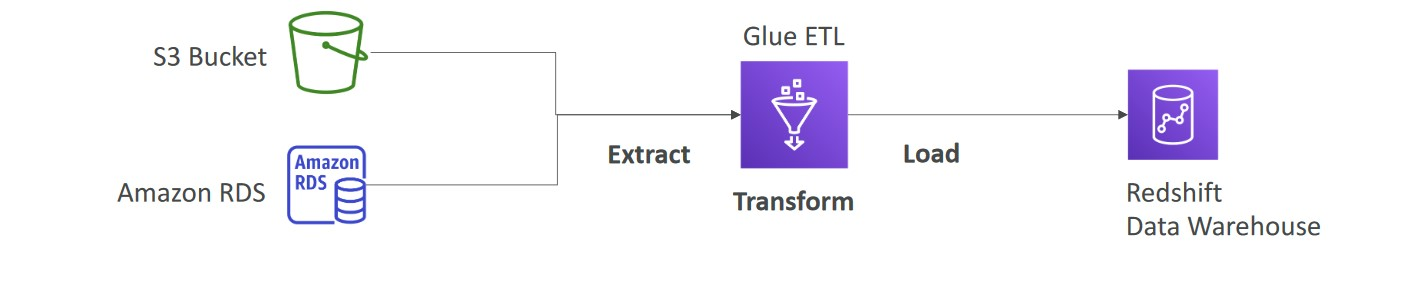 S3 Bucket
Amazon
RDS
Amazon RDS
Extract
Glue ETL
Transform
Load
Redshift
Data Warehouse